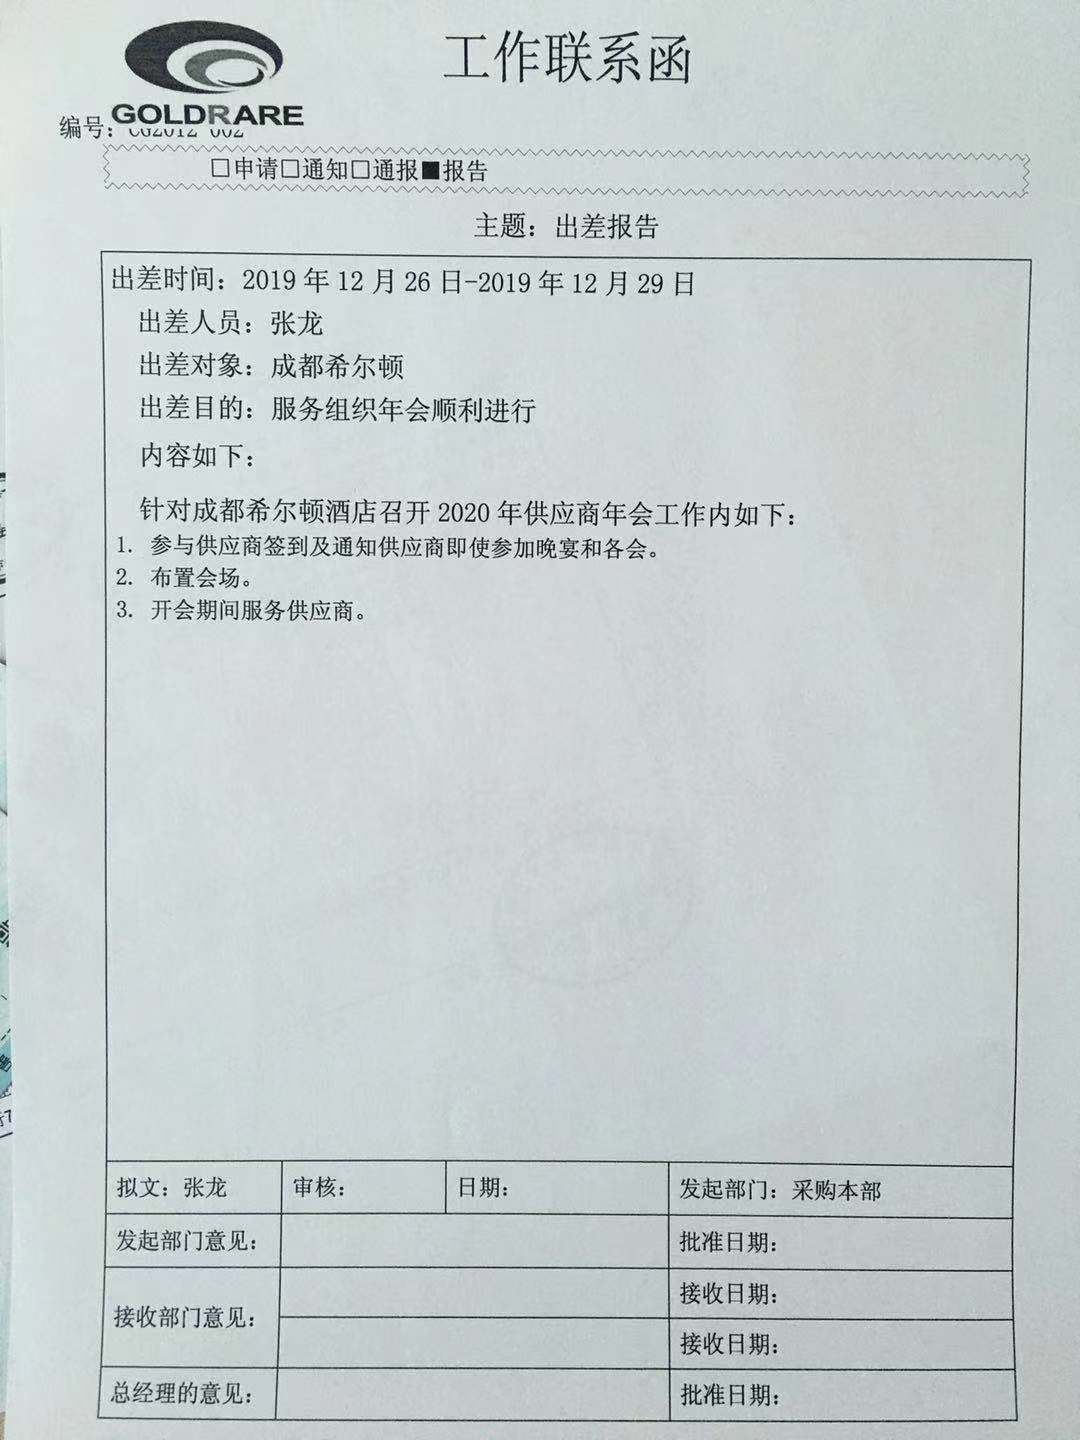 工作联系函
GOLDRARE
编号：CG2012-002
□申请□通知□通报■报告
主题：出差报告
出差时间：2019年12月26日-2019年12月29日
出差人员：张龙
出差对象：成都希尔顿
出差目的：服务组织年会顺利进行
内容如下：
针对成都希尔顿酒店召开2020年供应商年会工作内如下：
1. 参与供应商签到及通知供应商即使参加晚宴和各会。
2. 布置会场。
3. 开会期间服务供应商。
拟文：张龙 审核： 日期： 发起部门：采购本部
发起部门意见： 批准日期：
接收部门意见： 接收日期：
接收日期：
总经理的意见： 批准日期：